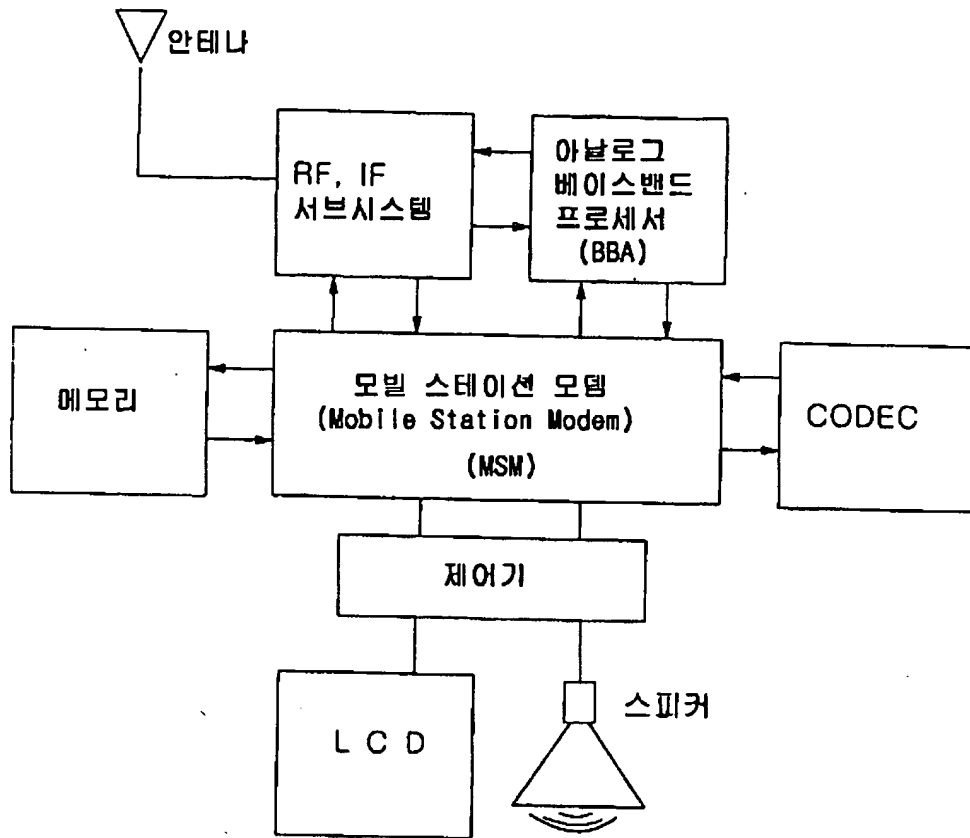 안테나
RF, IF
서브시스템
아날로그
베이스밴드
프로세서
(BBA)
메모리
모빌 스테이션 모뎀
(Mobile Station Modem)
(MSM)
CODEC
제어기
L C D
스피커